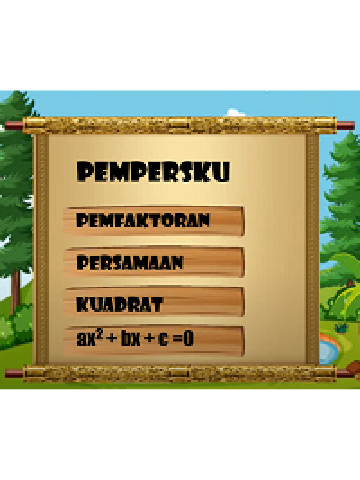 PEMPERSKU
PEMFAKTORAN
PERSAMAAN
KUADRAT
ax² + bx + c =0